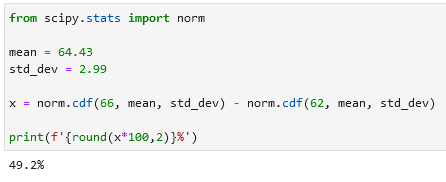 from scipy.stats import norm
mean = 64.43
std_dev = 2.99
x = norm.cdf(66, mean, std_dev) - norm.cdf(62, mean, std_dev)
print(f'{round(x*100,2)}%')
49.2%